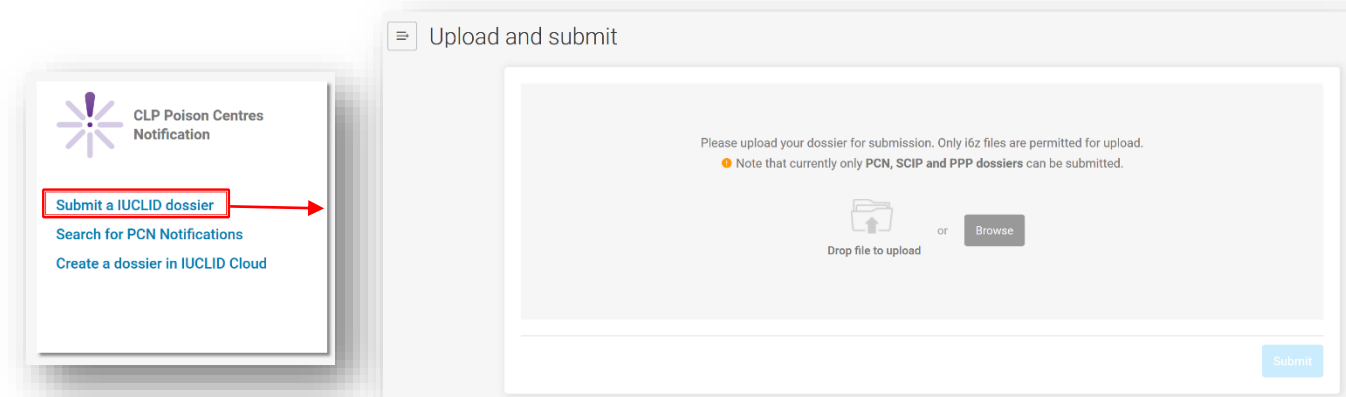 CLP Poison Centres
Notification
Submit a IUCLID dossier
Search for PCN Notifications
Create a dossier in IUCLID Cloud
Upload and submit
Please upload your dossier for submission. Only i6z files are permitted for upload.
Note that currently only PCN, SCIP and PPP dossiers can be submitted.
Drop file to upload
or
Browse
Submit